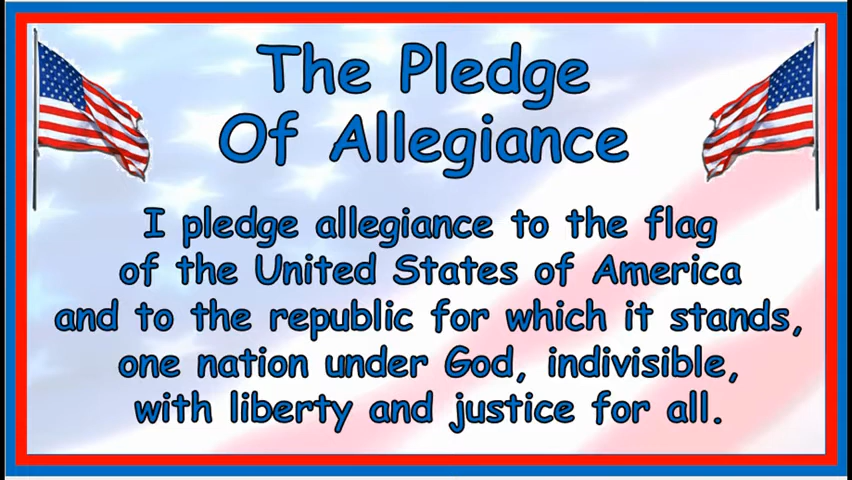 The Pledge
Of Allegiance
I pledge allegiance to the flag
of the United States of America
and to the republic for which it stands,
one nation under God, indivisible,
with liberty and justice for all.